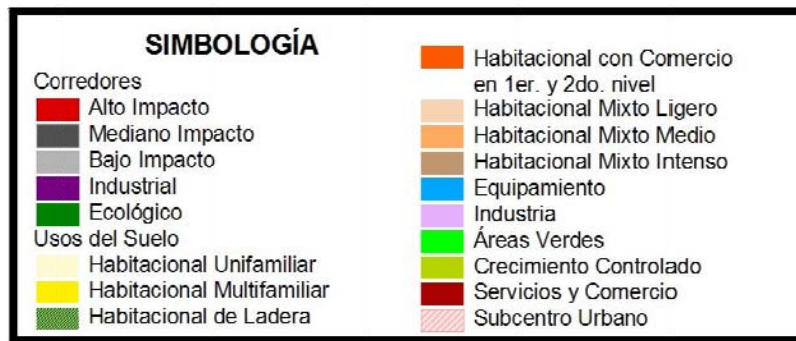 SIMBOLOGÍA
Corredores
Alto Impacto
Mediano Impacto
Bajo Impacto
Industrial
Ecológico
Usos del Suelo
Habitacional Unifamiliar
Habitacional Multifamiliar
Habitacional de Ladera
Habitacional con Comercio
en 1er. y 2do. nivel
Habitacional Mixto Ligero
Habitacional Mixto Medio
Habitacional Mixto Intenso
Equipamiento
Industria
Áreas Verdes
Crecimiento Controlado
Servicios y Comercio
Subcentro Urbano